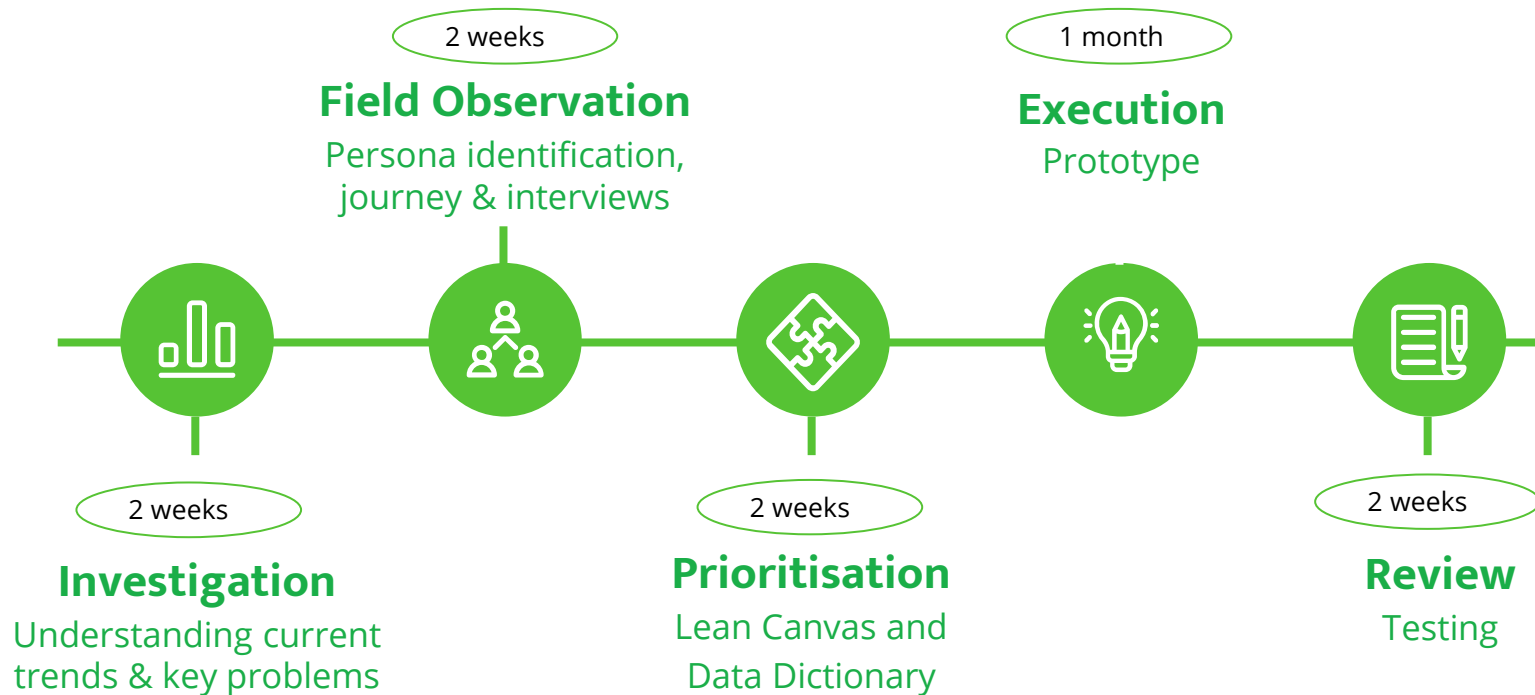 2 weeks
Field Observation
Persona identification,
journey & interviews
1 month
Execution
Prototype
2 weeks
Investigation
Understanding current
trends & key problems
2 weeks
Prioritisation
Lean Canvas and
Data Dictionary
2 weeks
Review
Testing